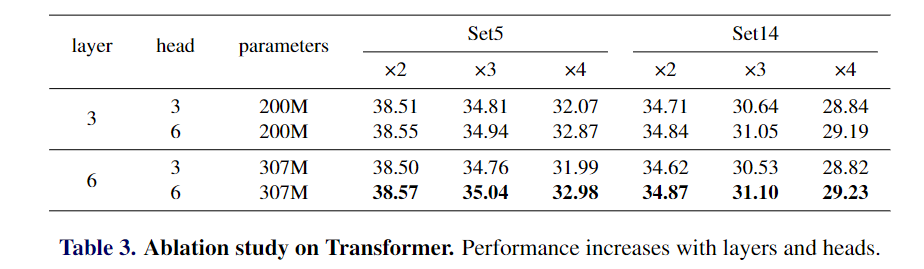 layer head parameters Set5 Set14
×2 ×3 ×4 ×2 ×3 ×4
3 3 200M 38.51 34.81 32.07 34.71 30.64 28.84
6 200M 38.55 34.94 32.87 34.84 31.05 29.19
6 3 307M 38.50 34.76 31.99 34.62 30.53 28.82
6 307M 38.57 35.04 32.98 34.87 31.10 29.23
Table 3. Ablation study on Transformer. Performance increases with layers and heads.